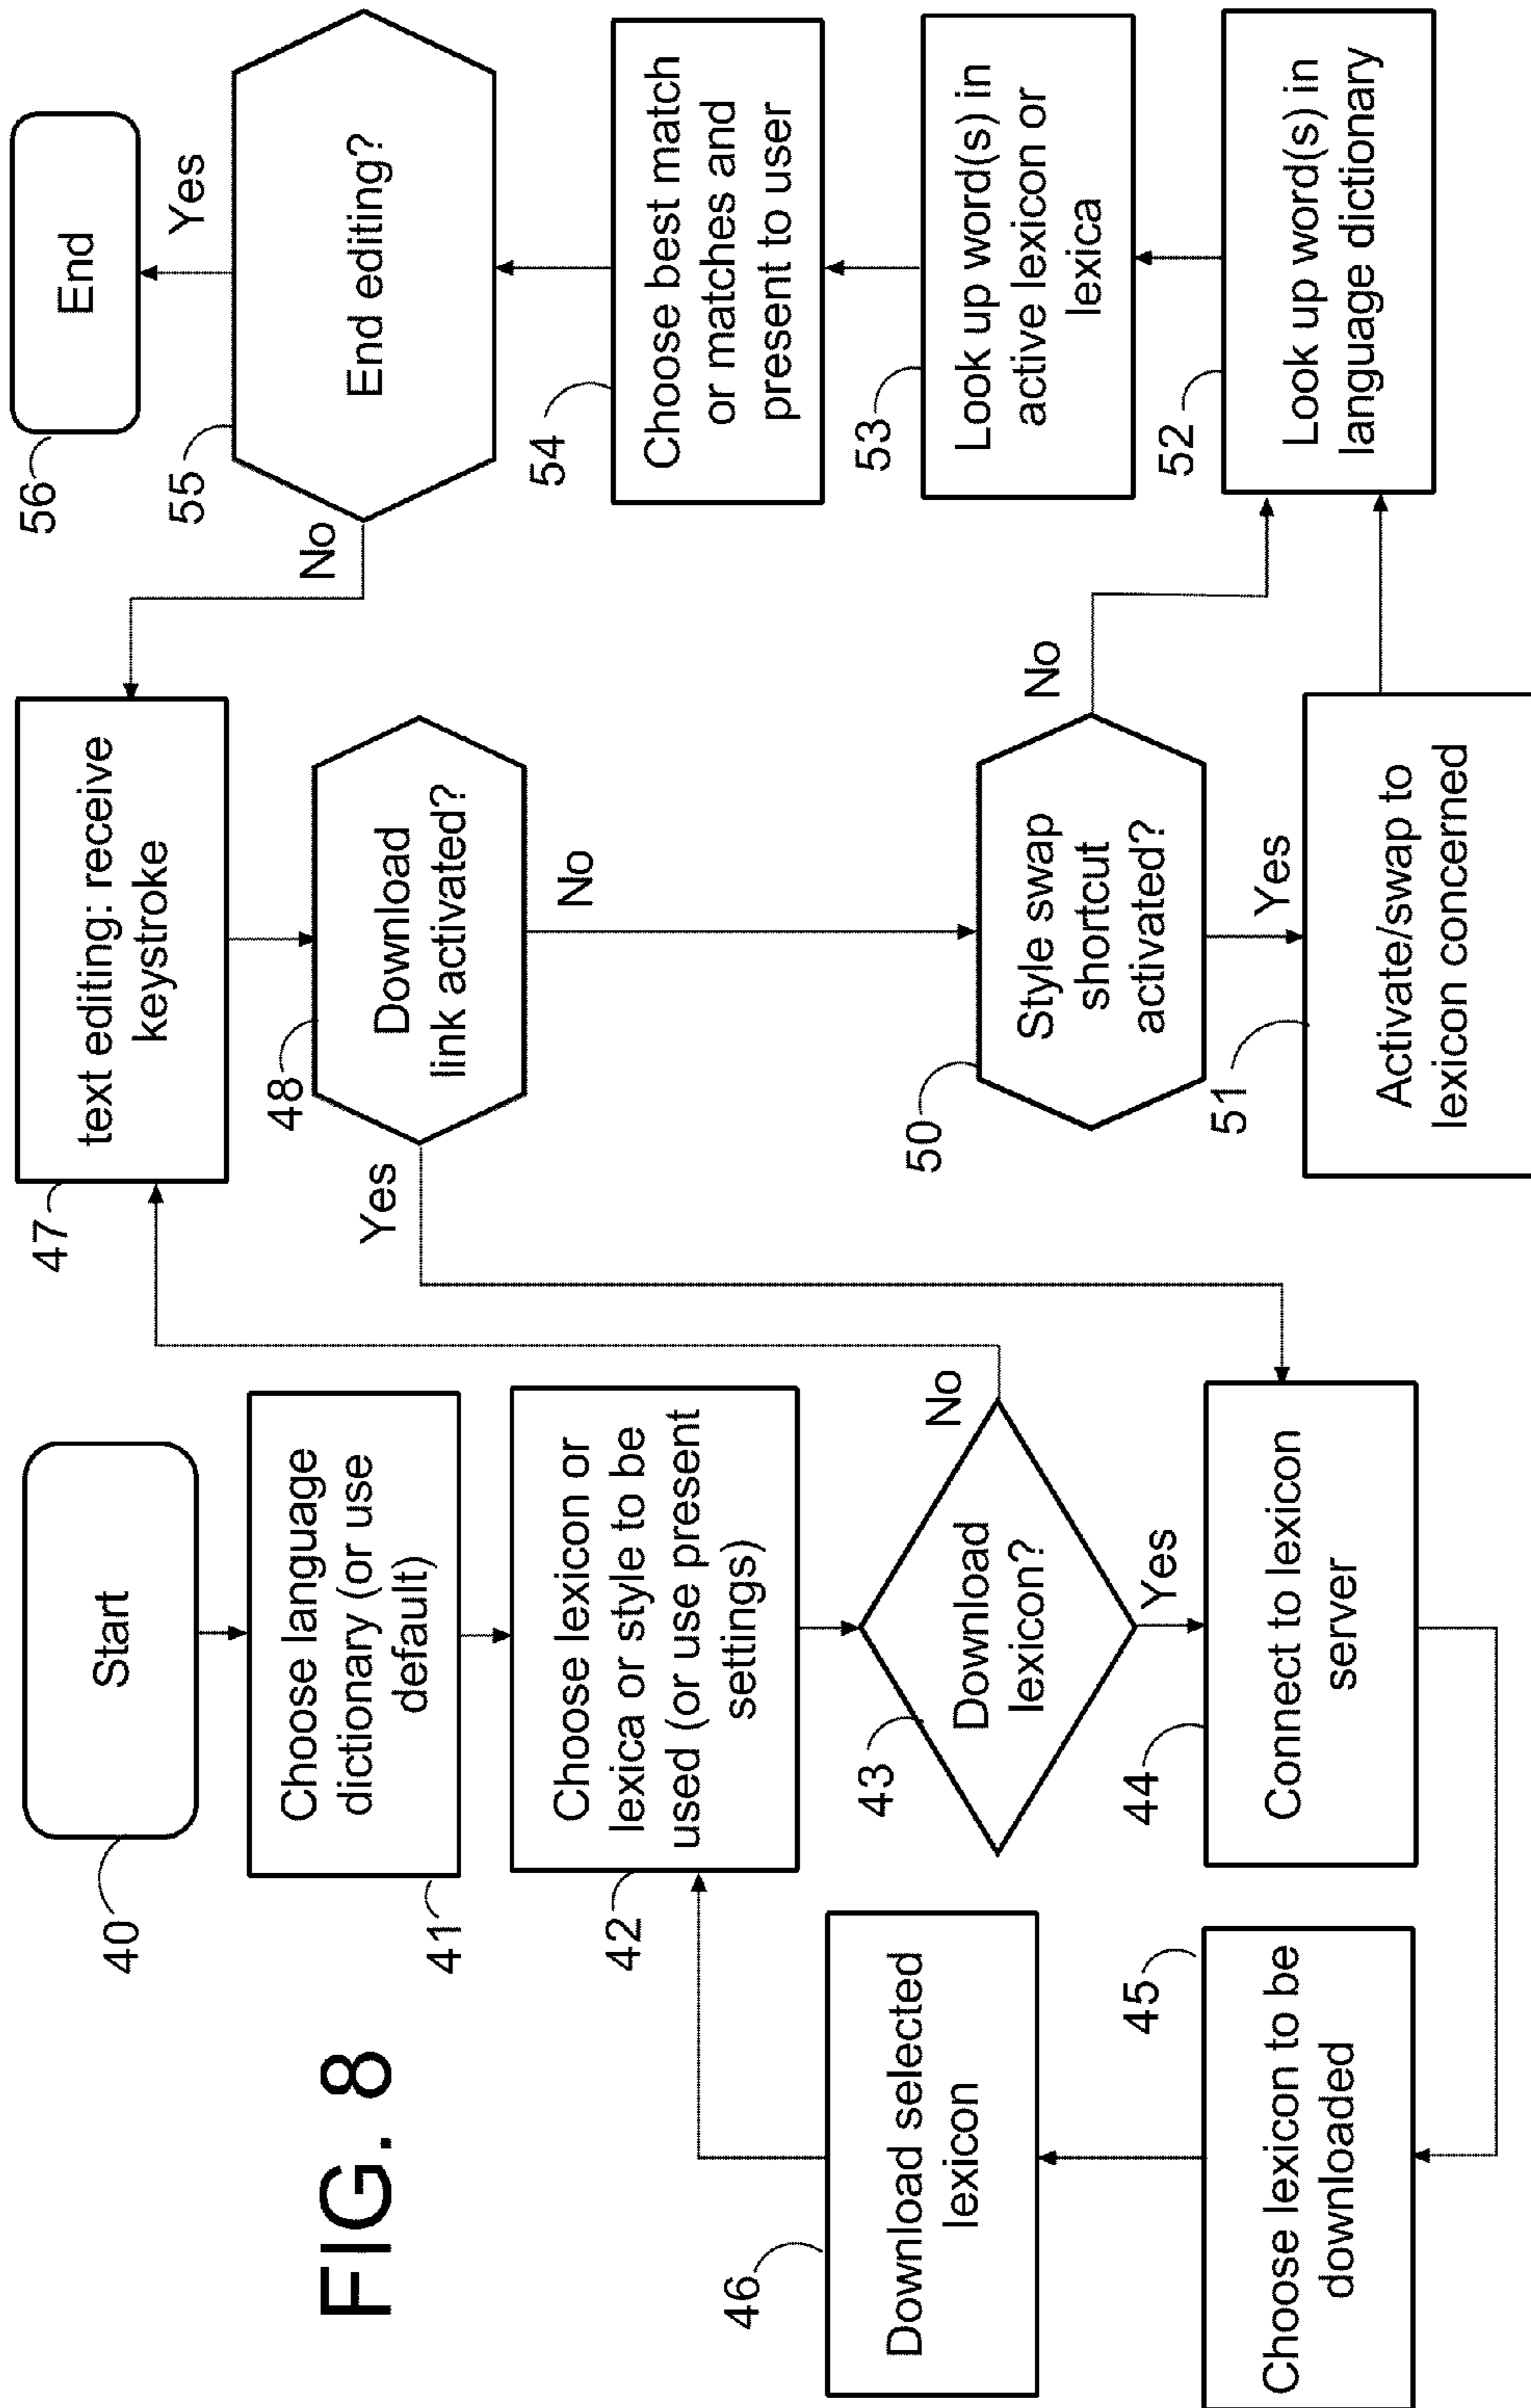 FIG. 8
40
Start
41
Choose language
dictionary (or use
default)
42
Choose lexicon or
lexica or style to be
used (or use present
settings)
43
Download
lexicon?
No
Yes
44
Connect to lexicon
server
45
Choose lexicon to be
downloaded
46
Download selected
lexicon
47
text editing: receive
keystroke
48
Download
link activated?
Yes
No
50
Style swap
shortcut
activated?
No
Yes
51
Activate/swap to
lexicon concerned
52
Look up word(s) in
language dictionary
53
Look up word(s) in
active lexicon or
lexica
54
Choose best match
or matches and
present to user
55
End editing?
No
Yes
56
End